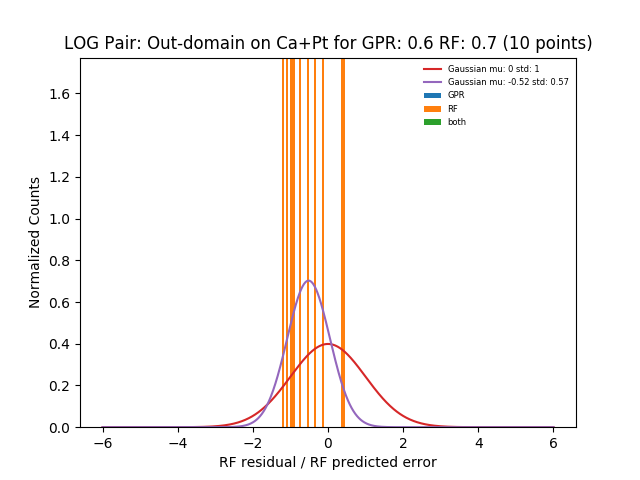 LOG Pair: Out-domain on Ca+Pt for GPR: 0.6 RF: 0.7 (10 points)
Gaussian mu: 0 std: 1
Gaussian mu: -0.52 std: 0.57
GPR
RF
both
Normalized Counts
1.6
1.4
1.2
1.0
0.8
0.6
0.4
0.2
0.0
−6 −4 −2 0 2 4 6
RF residual / RF predicted error